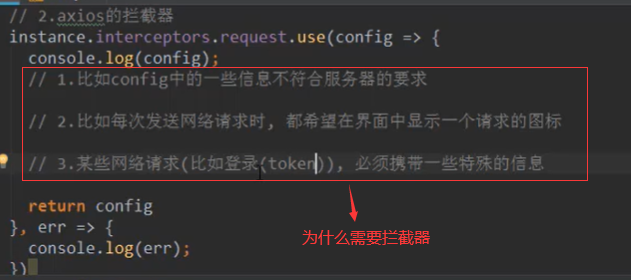 // 2.axios的拦截器
instance.interceptors.request.use(config => {
console.log(config);
// 1.比如config中的一些信息不符合服务器的要求
// 2.比如每次发送网络请求时, 都希望在界面中显示一个请求的图标
// 3.某些网络请求(比如登录(token)), 必须携带一些特殊的信息
return config
为什么需要拦截器
}, err => {
console.log(err);
})